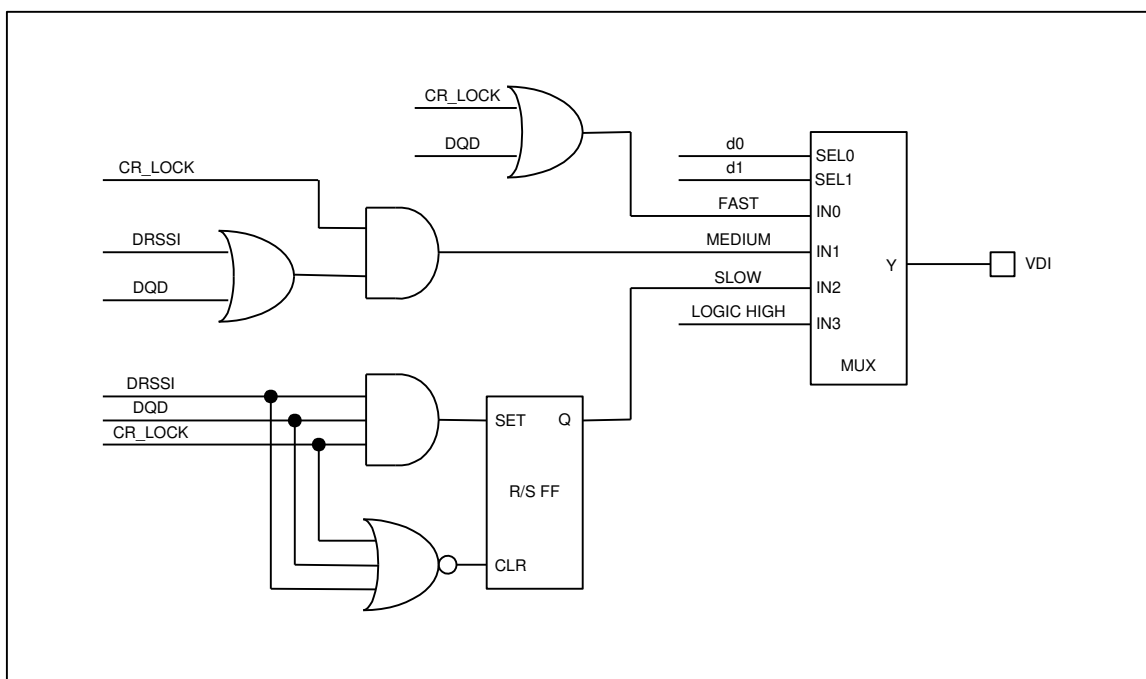 CR_LOCK
DQD
CR_LOCK
DRSSI
DQD
d0
d1
FAST
MEDIUM
SLOW
LOGIC HIGH
SEL0
SEL1
IN0
IN1
IN2
IN3
Y
MUX
VDI
DRSSI
DQD
CR_LOCK
SET
Q
R/S FF
CLR